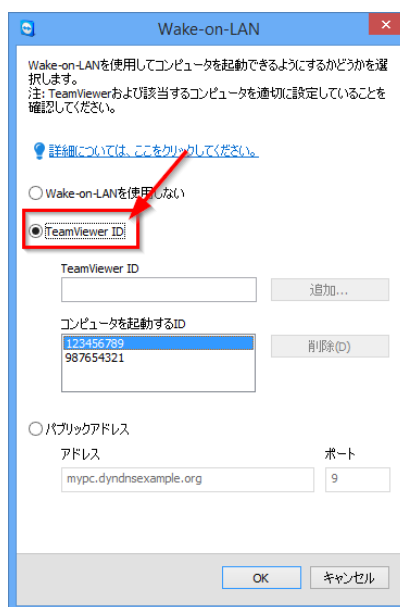 Wake-on-LAN
Wake-on-LANを使用してコンピュータを起動できるようにするかどうかを選
択します。
注: TeamViewerおよび該当するコンピュータを適切に設定していることを
確認してください。
詳細については、ここをクリックしてください。
Wake-on-LANを使用しない
TeamViewer ID
TeamViewer ID
追加...
コンピュータを起動するID
123456789
987654321
削除(D)
パブリックアドレス
アドレス
ポート
mypc.dyndnsexample.org
9
OK
キャンセル